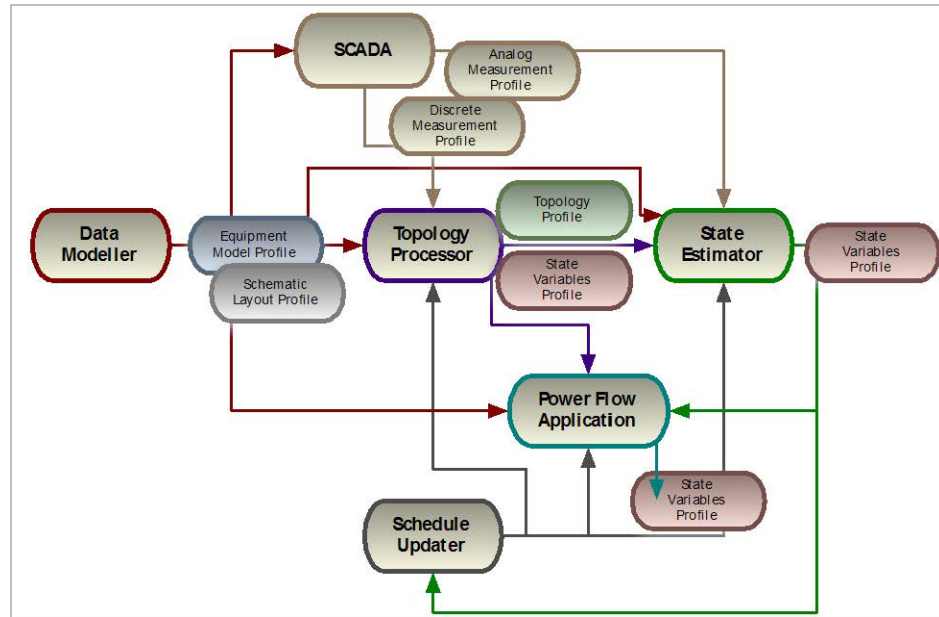 SCADA
Analog
Measurement
Profile
Discrete
Measurement
Profile
Data
Modeller
Equipment
Model Profile
Schematic
Layout Profile
Topology
Processor
Topology
Profile
State
Variables
Profile
State
Estimator
State
Variables
Profile
Power Flow
Application
State
Variables
Profile
Schedule
Updater